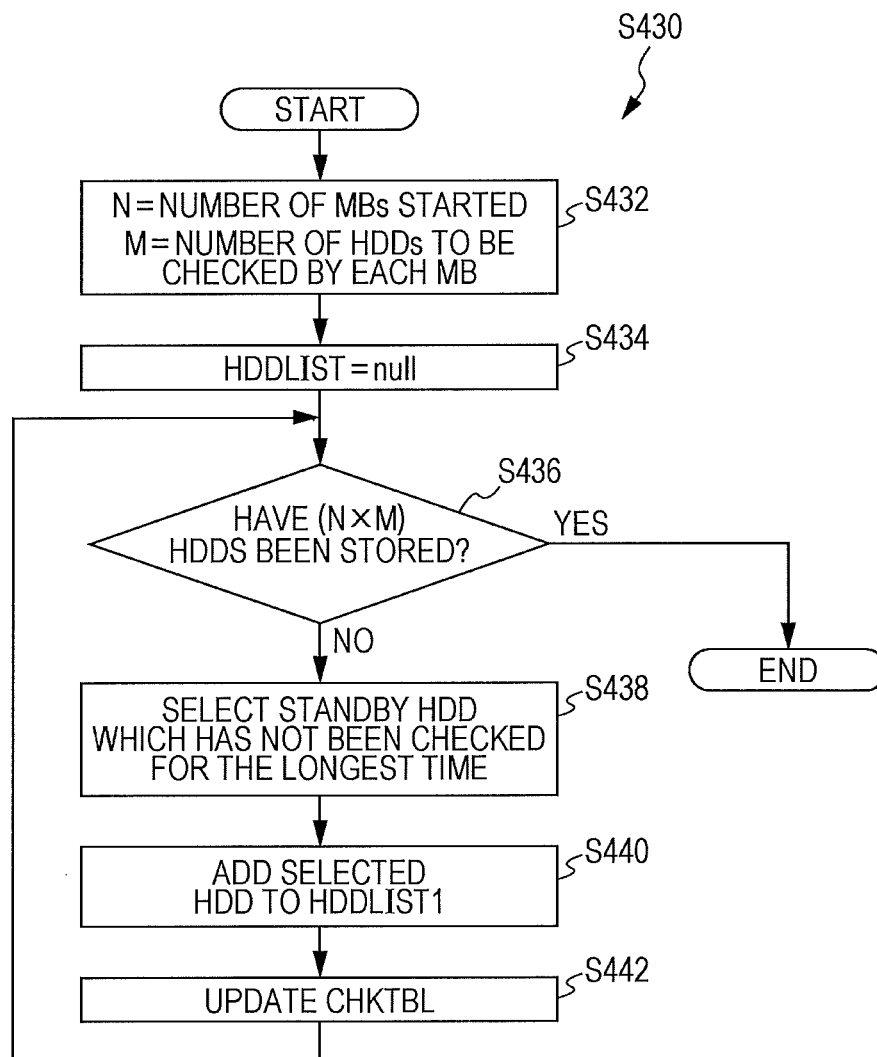 S430
START
N=NUMBER OF MBs STARTED
M=NUMBER OF HDDs TO BE
CHECKED BY EACH MB
S432
HDDLIST=null
S434
HAVE (N×M)
HDDS BEEN STORED?
S436
YES
NO
END
SELECT STANDBY HDD
WHICH HAS NOT BEEN CHECKED
FOR THE LONGEST TIME
S438
ADD SELECTED
HDD TO HDDLIST1
S440
UPDATE CHKTBL
S442